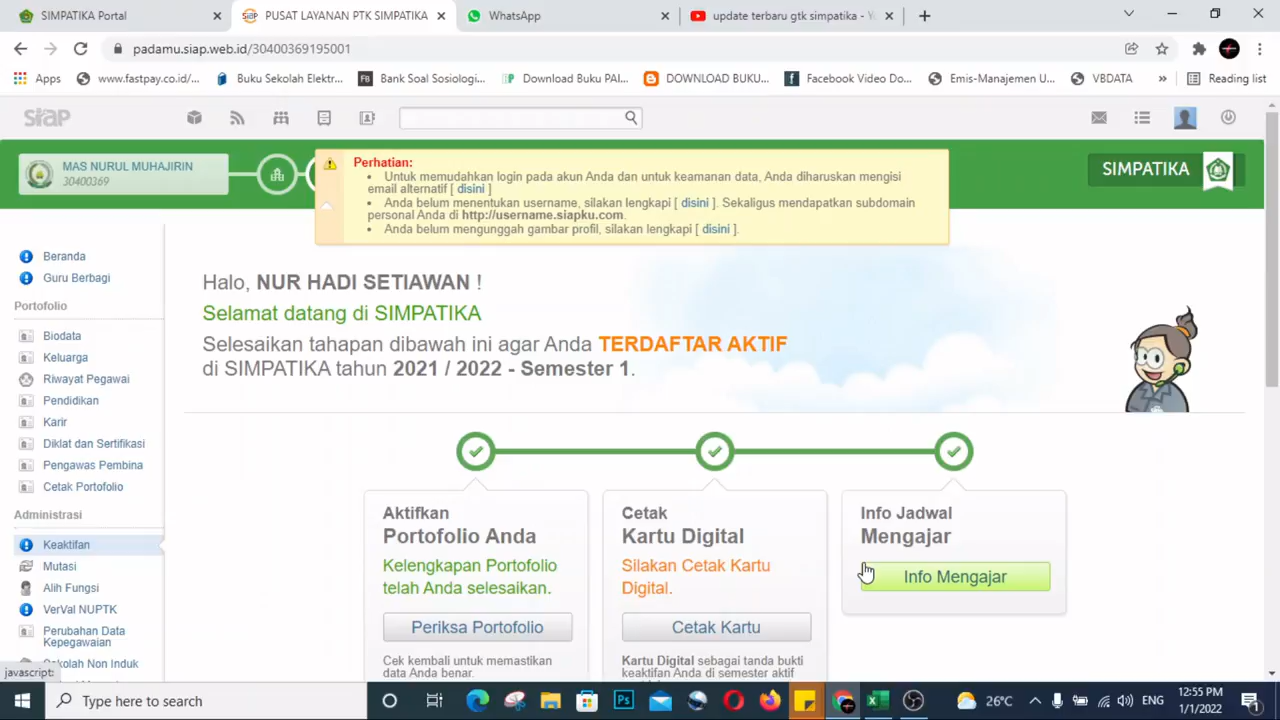 SIMPATIKA Portal
PUSAT LAYANAN PTK SIMPATIKA
WhatsApp
update terbaru gtk simpatika - Yo
padamu.siap.web.id/30400369195001
Apps
www.fastpay.co.id/...
Buku Sekolah Elektr...
Bank Soal Sosiologi...
Download Buku PAI,...
DOWNLOAD BUKU...
Facebook Video Do...
Emis-Manajemen U...
VBDATA
»
Reading list
siap
MAS NURUL MUHAJIRIN
30400369
SIMPATIKA
Perhatian:
• Untuk memudahkan login pada akun Anda dan untuk keamanan data, Anda diharuskan mengisi
email alternatif [ disini ]
• Anda belum menentukan username, silakan lengkapi [ disini ]. Sekaligus mendapatkan subdomain
personal Anda di http://username.siapku.com.
• Anda belum mengunggah gambar profil, silakan lengkapi [ disini ].
Beranda
Guru Berbagi
Portofolio
Biodata
Keluarga
Riwayat Pegawai
Pendidikan
Karir
Diklat dan Sertifikasi
Pengawas Pembina
Cetak Portofolio
Administrasi
Keaktifan
Mutasi
Alih Fungsi
VerVal NUPTK
Perubahan Data
Kepegawaian
Sekolah Non Induk
javascript:
Halo, NUR HADI SETIAWAN !
Selamat datang di SIMPATIKA
Selesaikan tahapan dibawah ini agar Anda TERDAFTAR AKTIF
di SIMPATIKA tahun 2021 / 2022 - Semester 1.
Aktifkan
Portofolio Anda
Kelengkapan Portofolio
telah Anda selesaikan.
Periksa Portofolio
Cek kembali untuk memastikan
data Anda benar.
Cetak
Kartu Digital
Silakan Cetak Kartu
Digital.
Cetak Kartu
Kartu Digital sebagai tanda bukti
keaktifan Anda di semester aktif
Info Jadwal
Mengajar
Info Mengajar
Type here to search
26°C
ENG
12:55 PM
1/1/2022